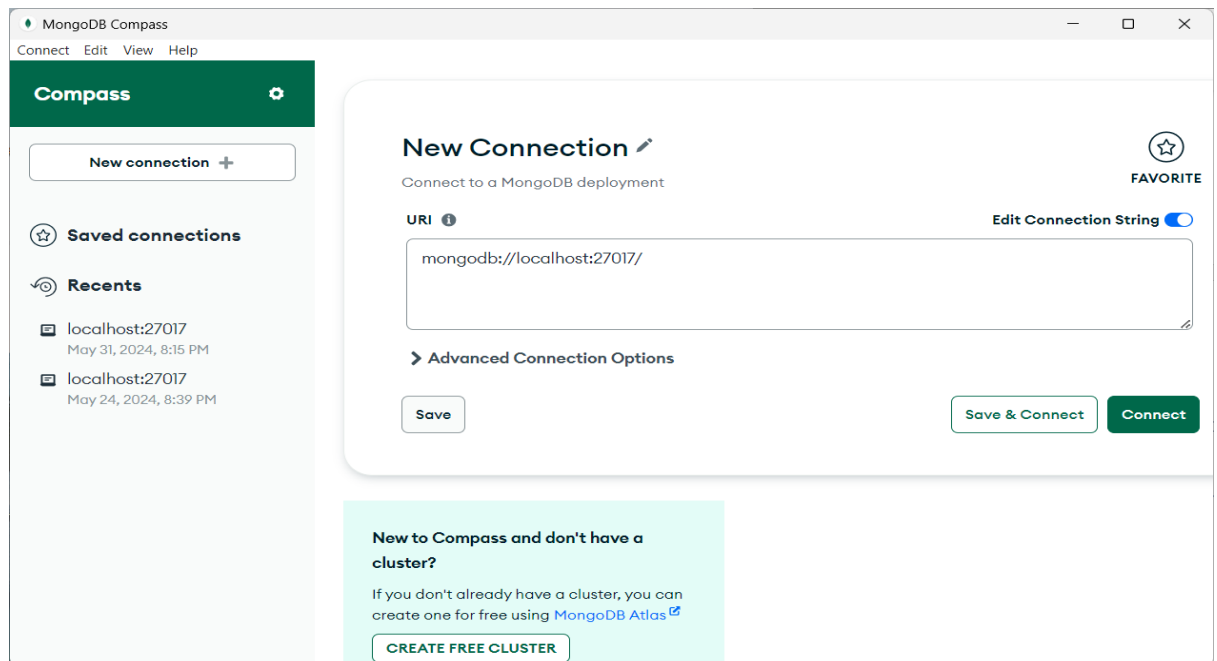 MongoDB Compass
Connect Edit View Help
Compass
New connection
Saved connections
Recents
localhost:27017
May 31, 2024, 8:15 PM
localhost:27017
May 24, 2024, 8:39 PM
New Connection
FAVORITE
Connect to a MongoDB deployment
URI
Edit Connection String
mongodb://localhost:27017/
Advanced Connection Options
Save
Save & Connect
Connect
New to Compass and don't have a
cluster?
If you don't already have a cluster, you can
create one for free using MongoDB Atlas
CREATE FREE CLUSTER